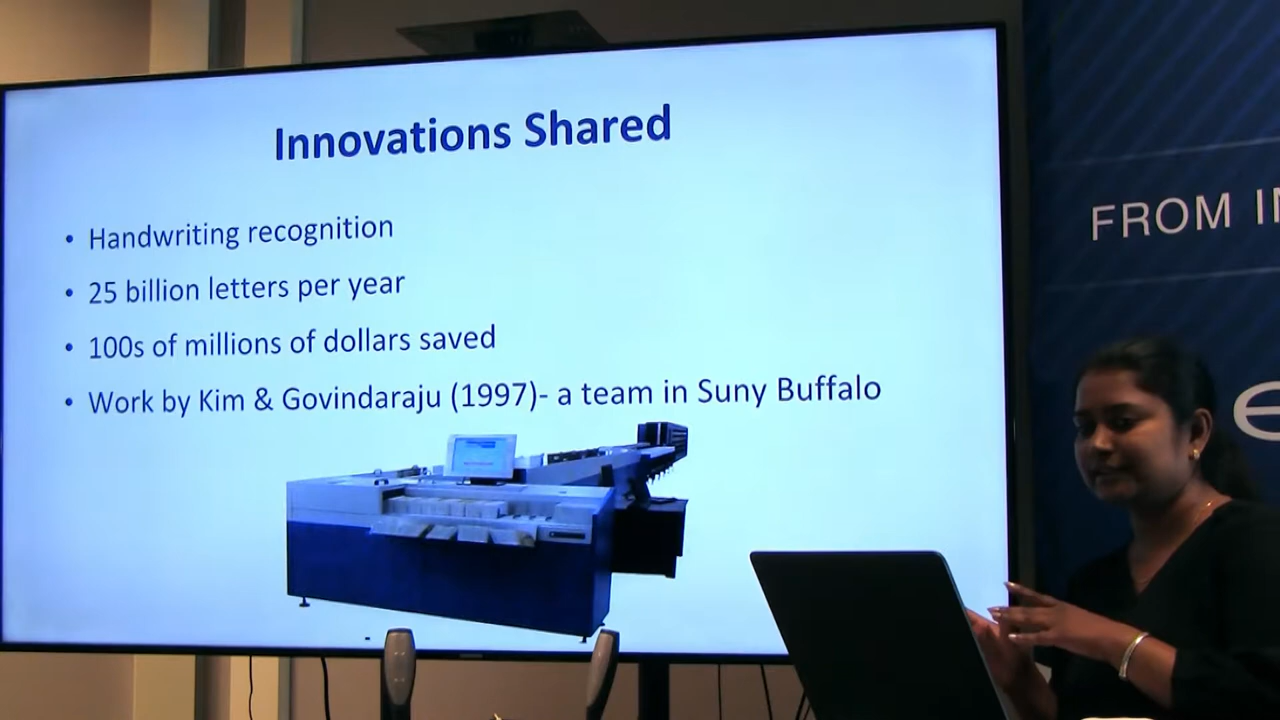 Innovations Shared
• Handwriting recognition
• 25 billion letters per year
• 100s of millions of dollars saved
• Work by Kim & Govindaraju (1997)- a team in Suny Buffalo
FROM
e